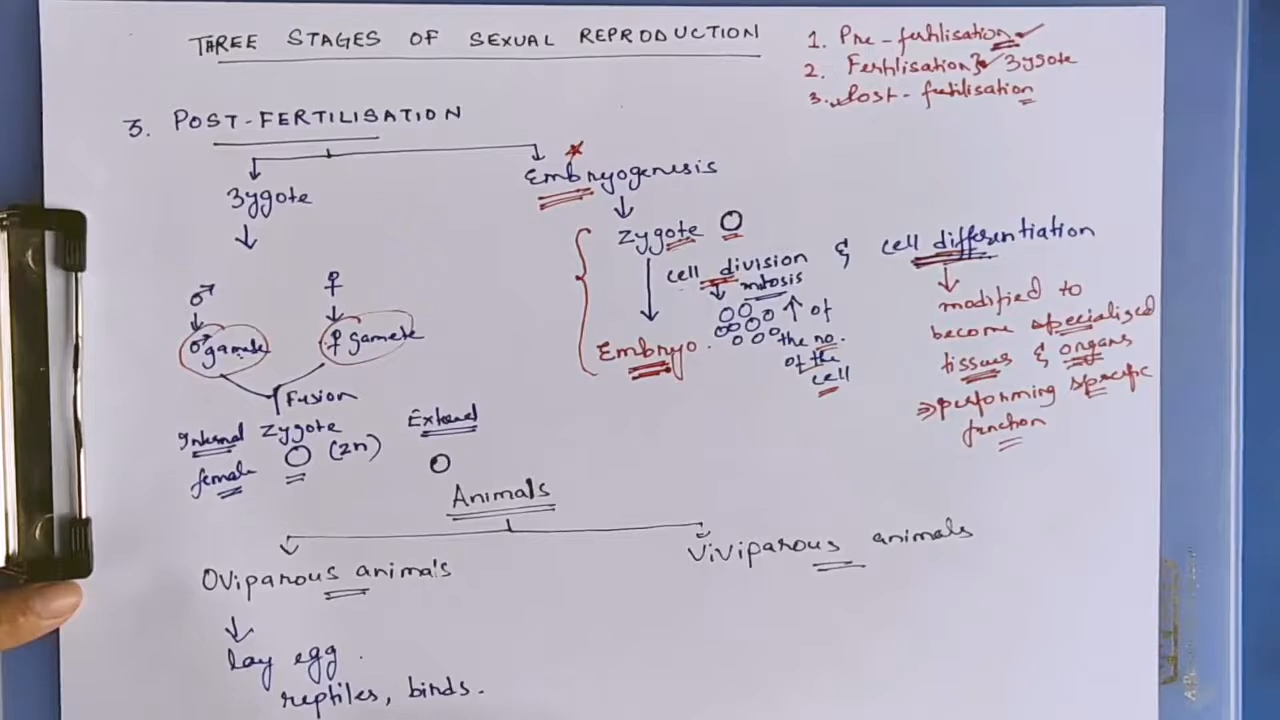 THREE STAGES OF SEXUAL REPRODUCTION
1. Pre-fertilisation
2. Fertilisation} Zygote
3. Post-fertilisation
3. POST-FERTILISATION
Zygote
♂
♀
♂gamete
♀ gamete
Fusion
Internal
Zygote
External
female
(2n)
Embryogenesis
Zygote
cell division & cell differentiation
mitosis
↑ of
the no.
of the
cell
Embryo
modified to
become specialised
tissues & organs
⇒performing specific
function
Animals
Oviparous animals
Viviparous animals
lay egg.
reptiles, birds.